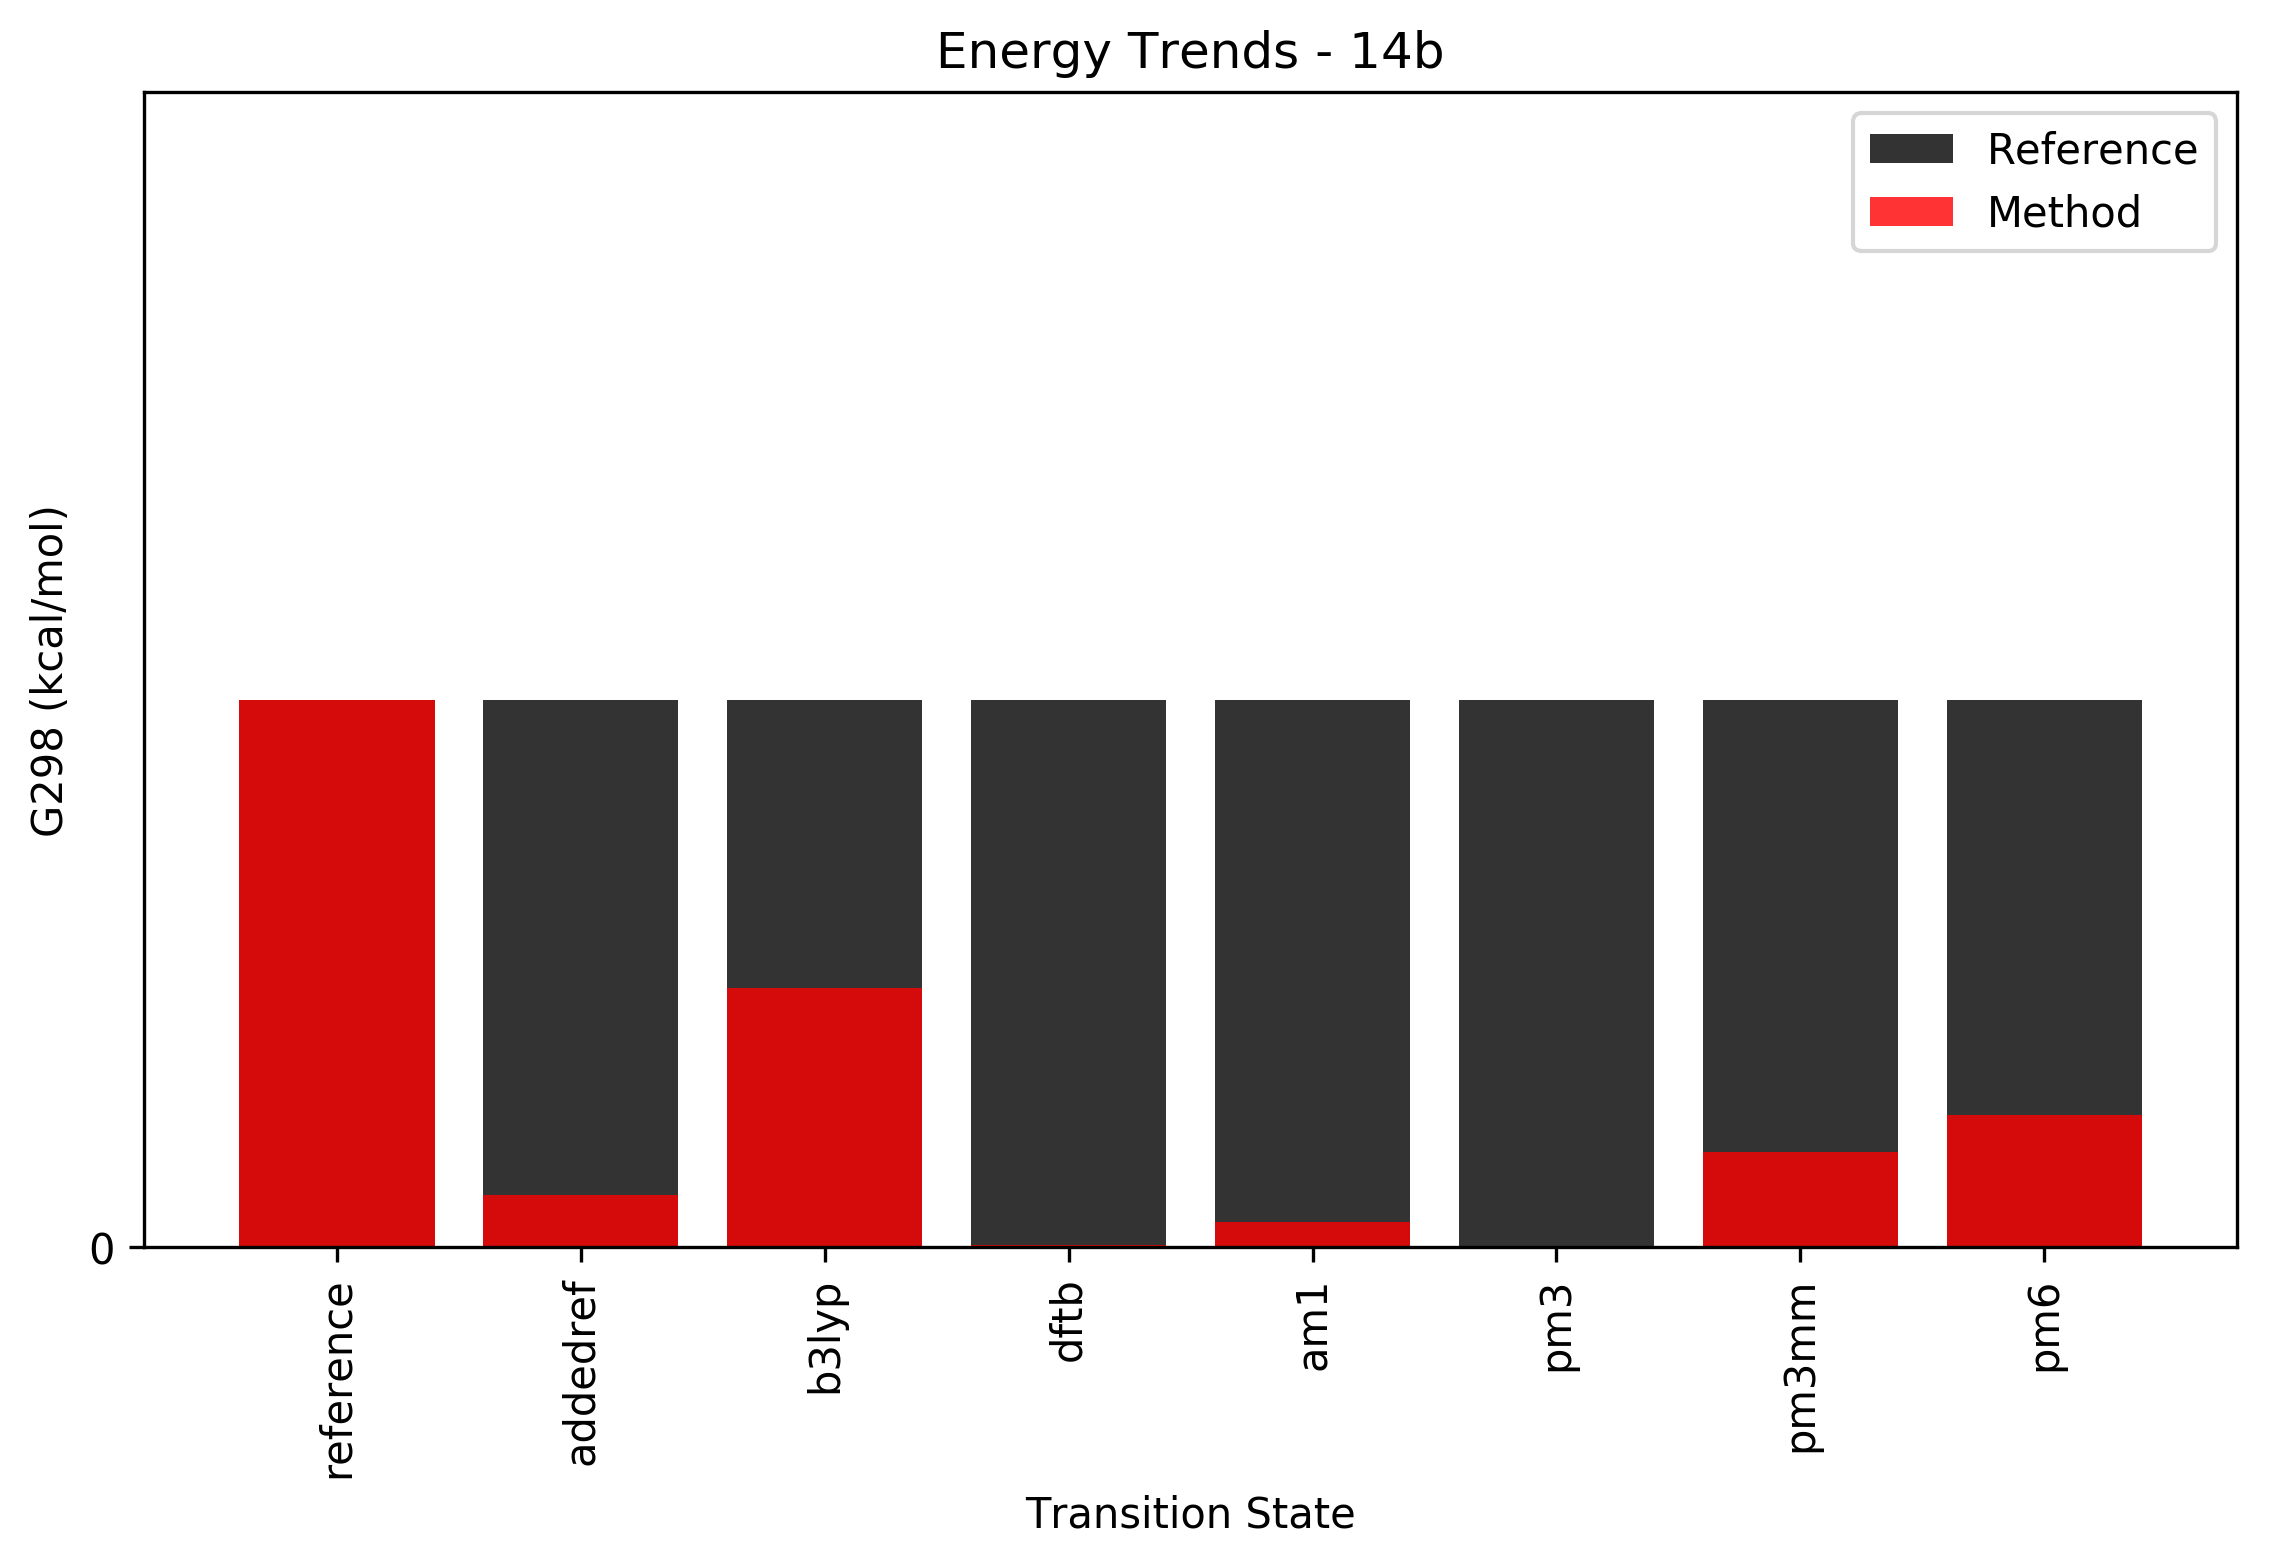 Energy Trends - 14b
Reference
Method
G298 (kcal/mol)
0
reference
addedref
b3lyp
dftb
am1
pm3
pm3mm
pm6
Transition State